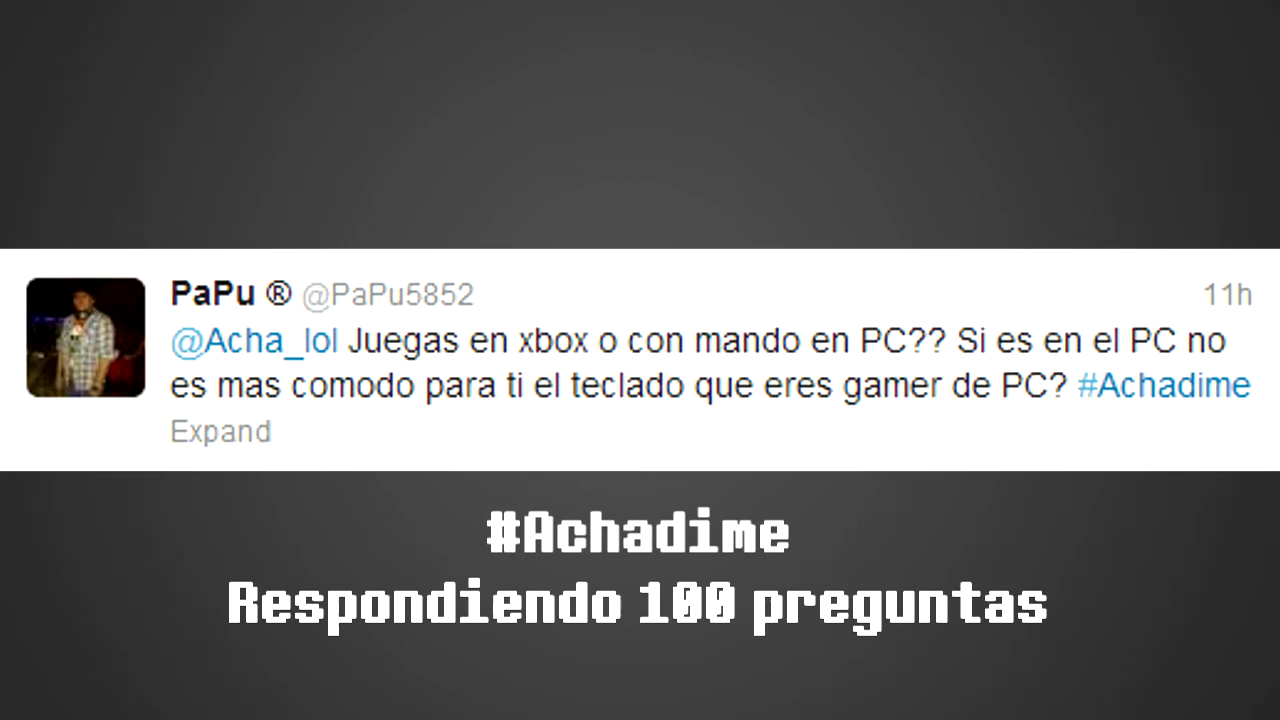 PaPu ® @PaPu5852 11h
@Acha_lol Juegas en xbox o con mando en PC?? Si es en el PC no
es mas comodo para ti el teclado que eres gamer de PC? #Achadime
Expand
#Achadime
Respondiendo 100 preguntas